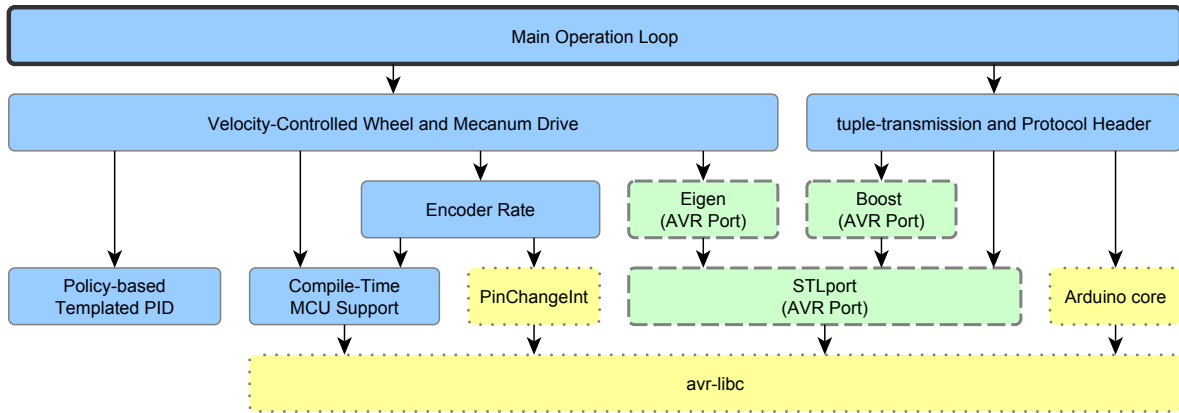 Main Operation Loop
Velocity-Controlled Wheel and Mecanum Drive
tuple-transmission and Protocol Header
Encoder Rate
Eigen
(AVR Port)
Boost
(AVR Port)
Policy-based
Templated PID
Compile-Time
MCU Support
PinChangeInt
STLport
(AVR Port)
Arduino core
avr-libc